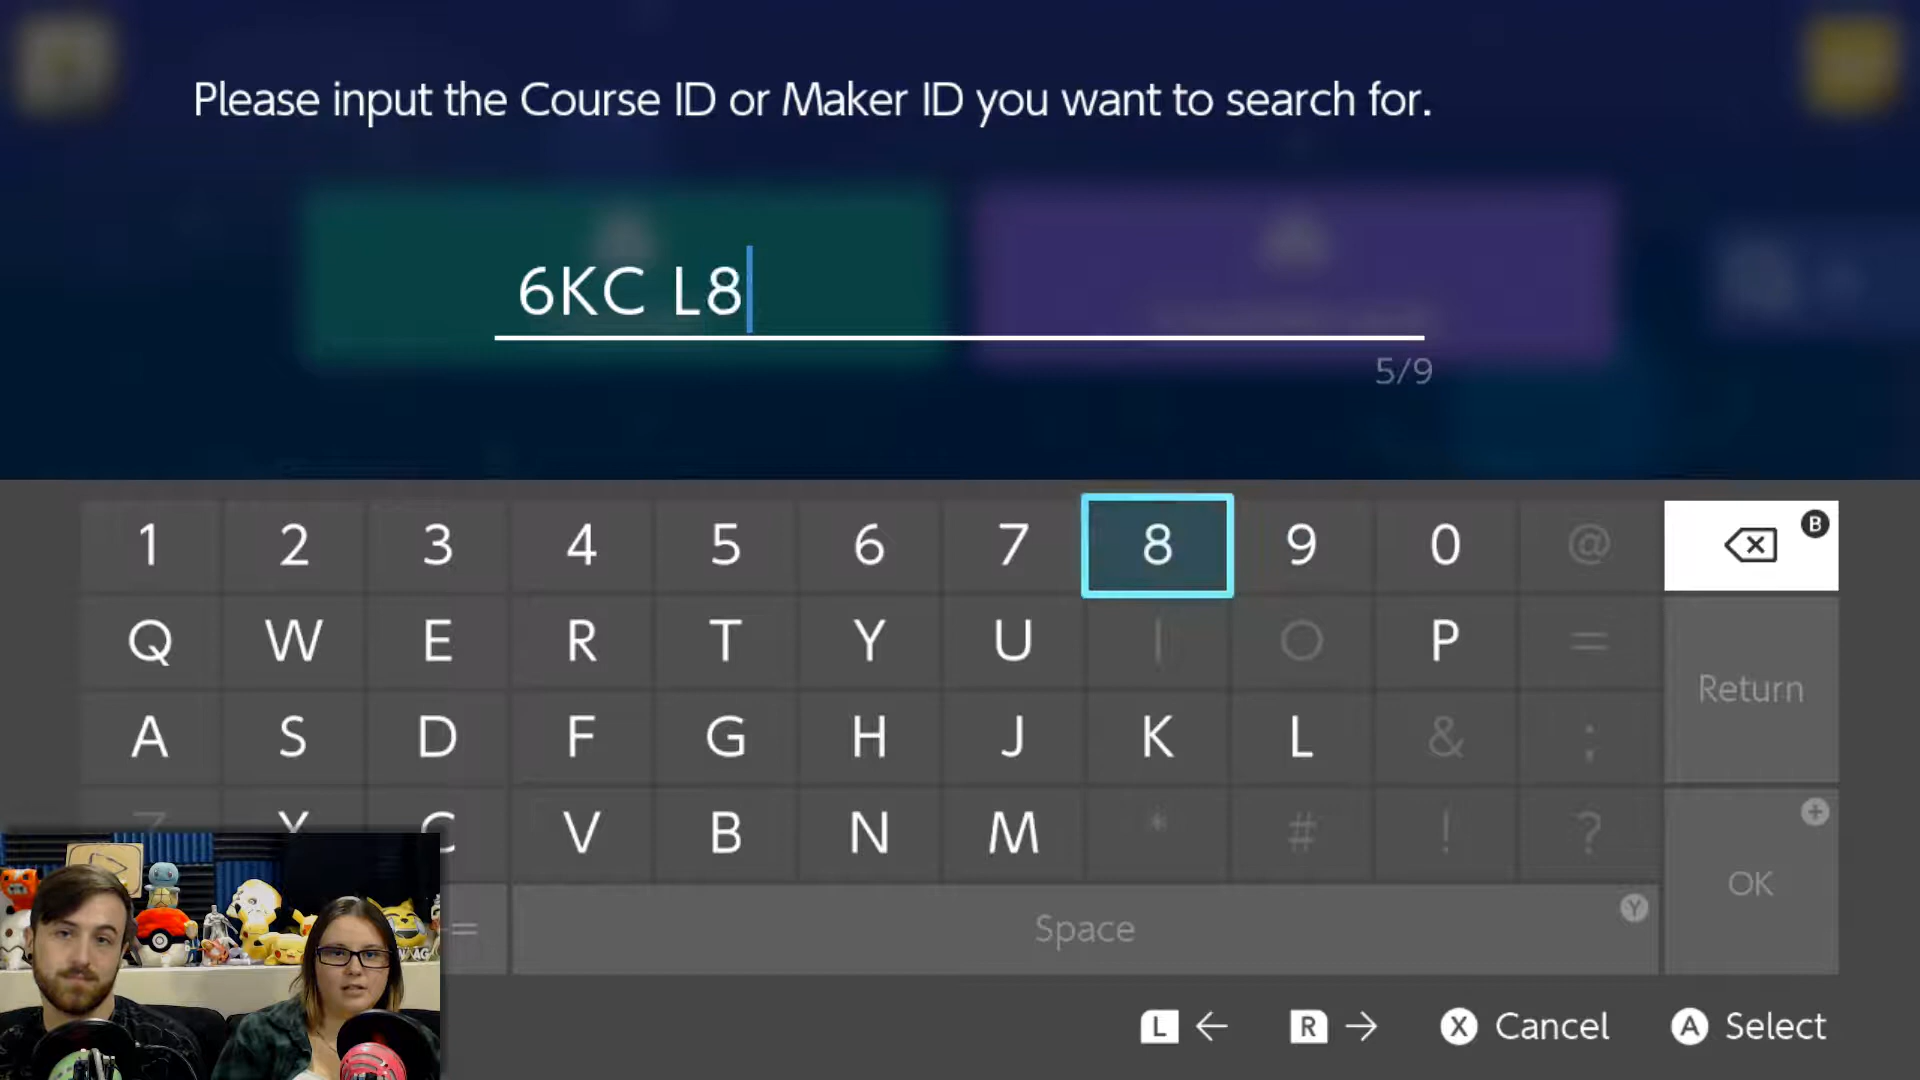 Please input the Course ID or Maker ID you want to search for.
6KC L8
5/9
1 2 3 4 5 6 7 8 9 0 @ B
Q W E R T Y U I O P =
Return
A S D F G H J K L & ;
X C V B N M * # ! ? +
OK
= Space Y
L ← R → X Cancel A Select